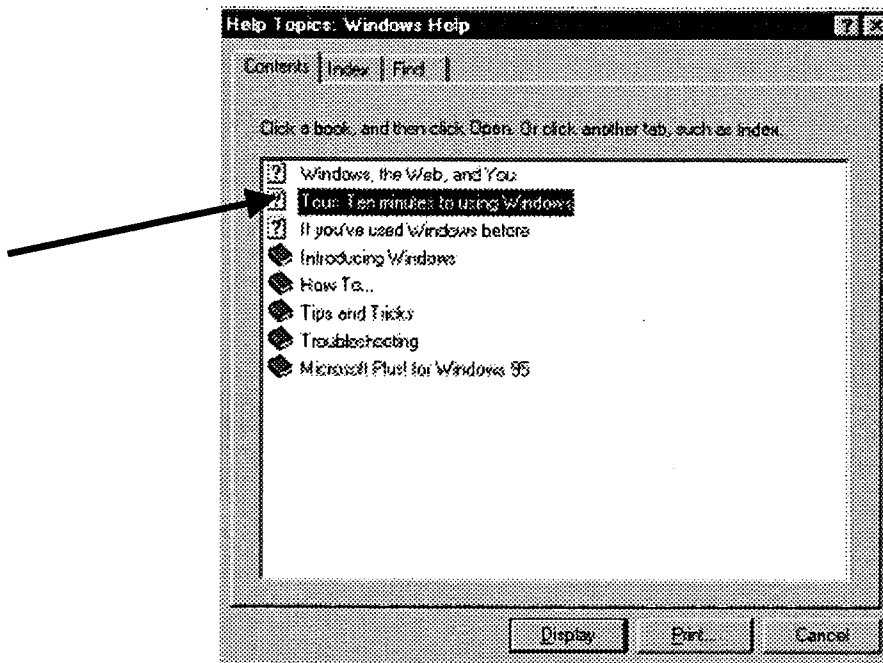 Help Topics: Windows Help
Contents Index Find
Click a book, and then click Open. Or click another tab, such as Index.
Windows, the Web, and You
Tour: Ten minutes to using Windows
If you've used Windows before
Introducing Windows
How To...
Tips and Tricks
Troubleshooting
Microsoft Plus! for Windows 95
Display Print... Cancel